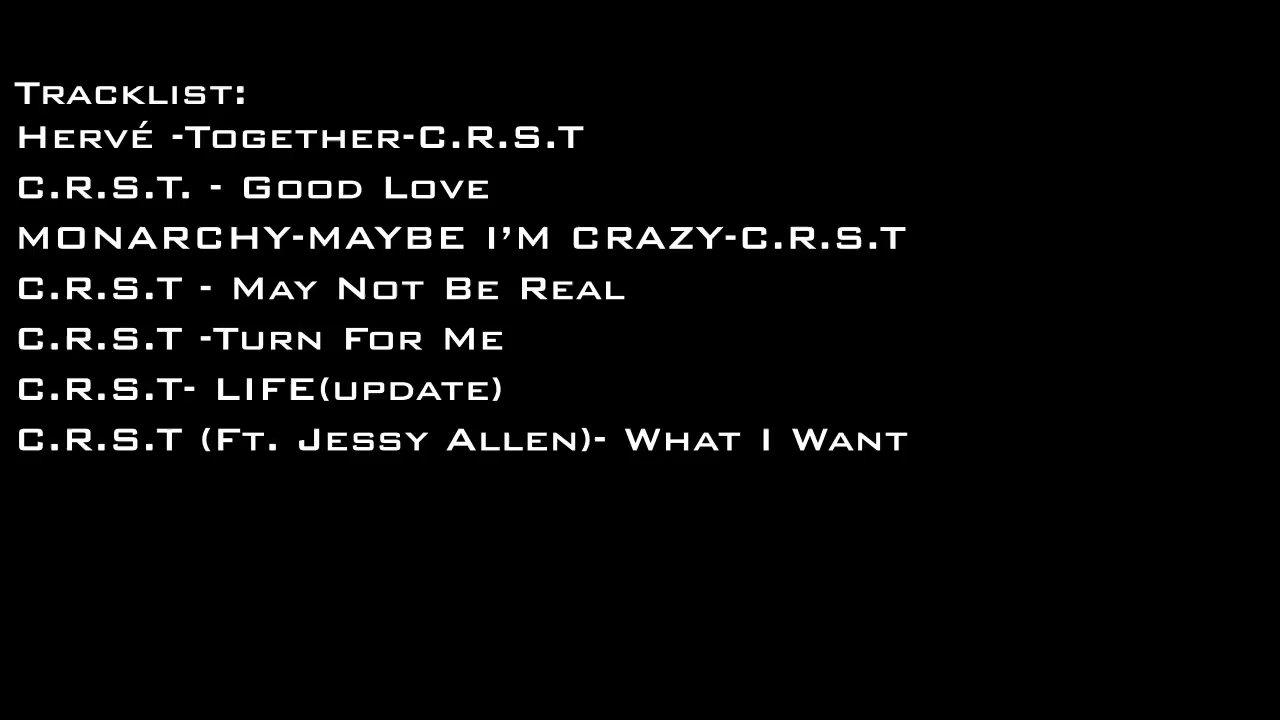 Tracklist:
Hervé -Together-C.R.S.T
C.R.S.T. - Good Love
MONARCHY-MAYBE I’M CRAZY-C.R.S.T
C.R.S.T - May Not Be Real
C.R.S.T -Turn For Me
C.R.S.T- LIFE(update)
C.R.S.T (Ft. Jessy Allen)- What I Want